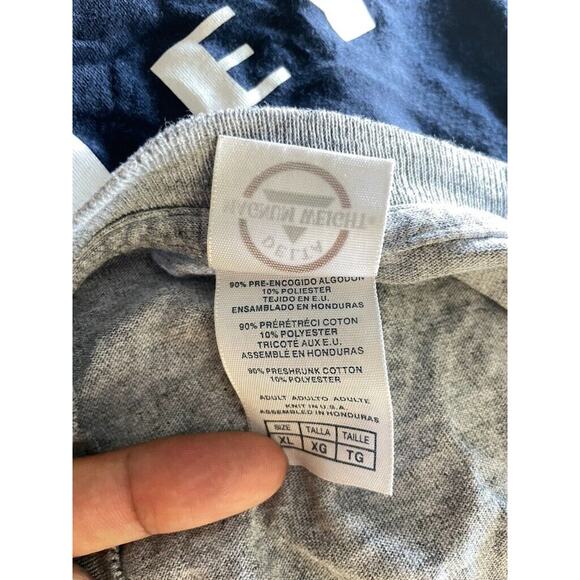 E
DELTA
MAGNUM WEIGHT
90% PRE-ENCOGIDO ALGODON
10% POLIESTER
TEJIDO EN E.U.
ENSAMBLADO EN HONDURAS
90% PRÉRÉTRÉCI COTON
10% POLYESTER
TRICOTÉ AUX E.U.
ASSEMBLÉ EN HONDURAS
90% PRESHRUNK COTTON
10% POLYESTER
ADULT ADULTO ADULTE
KNIT IN U.S.A.
ASSEMBLED IN HONDURAS
SIZE TALLA TAILLE
XL XG TG